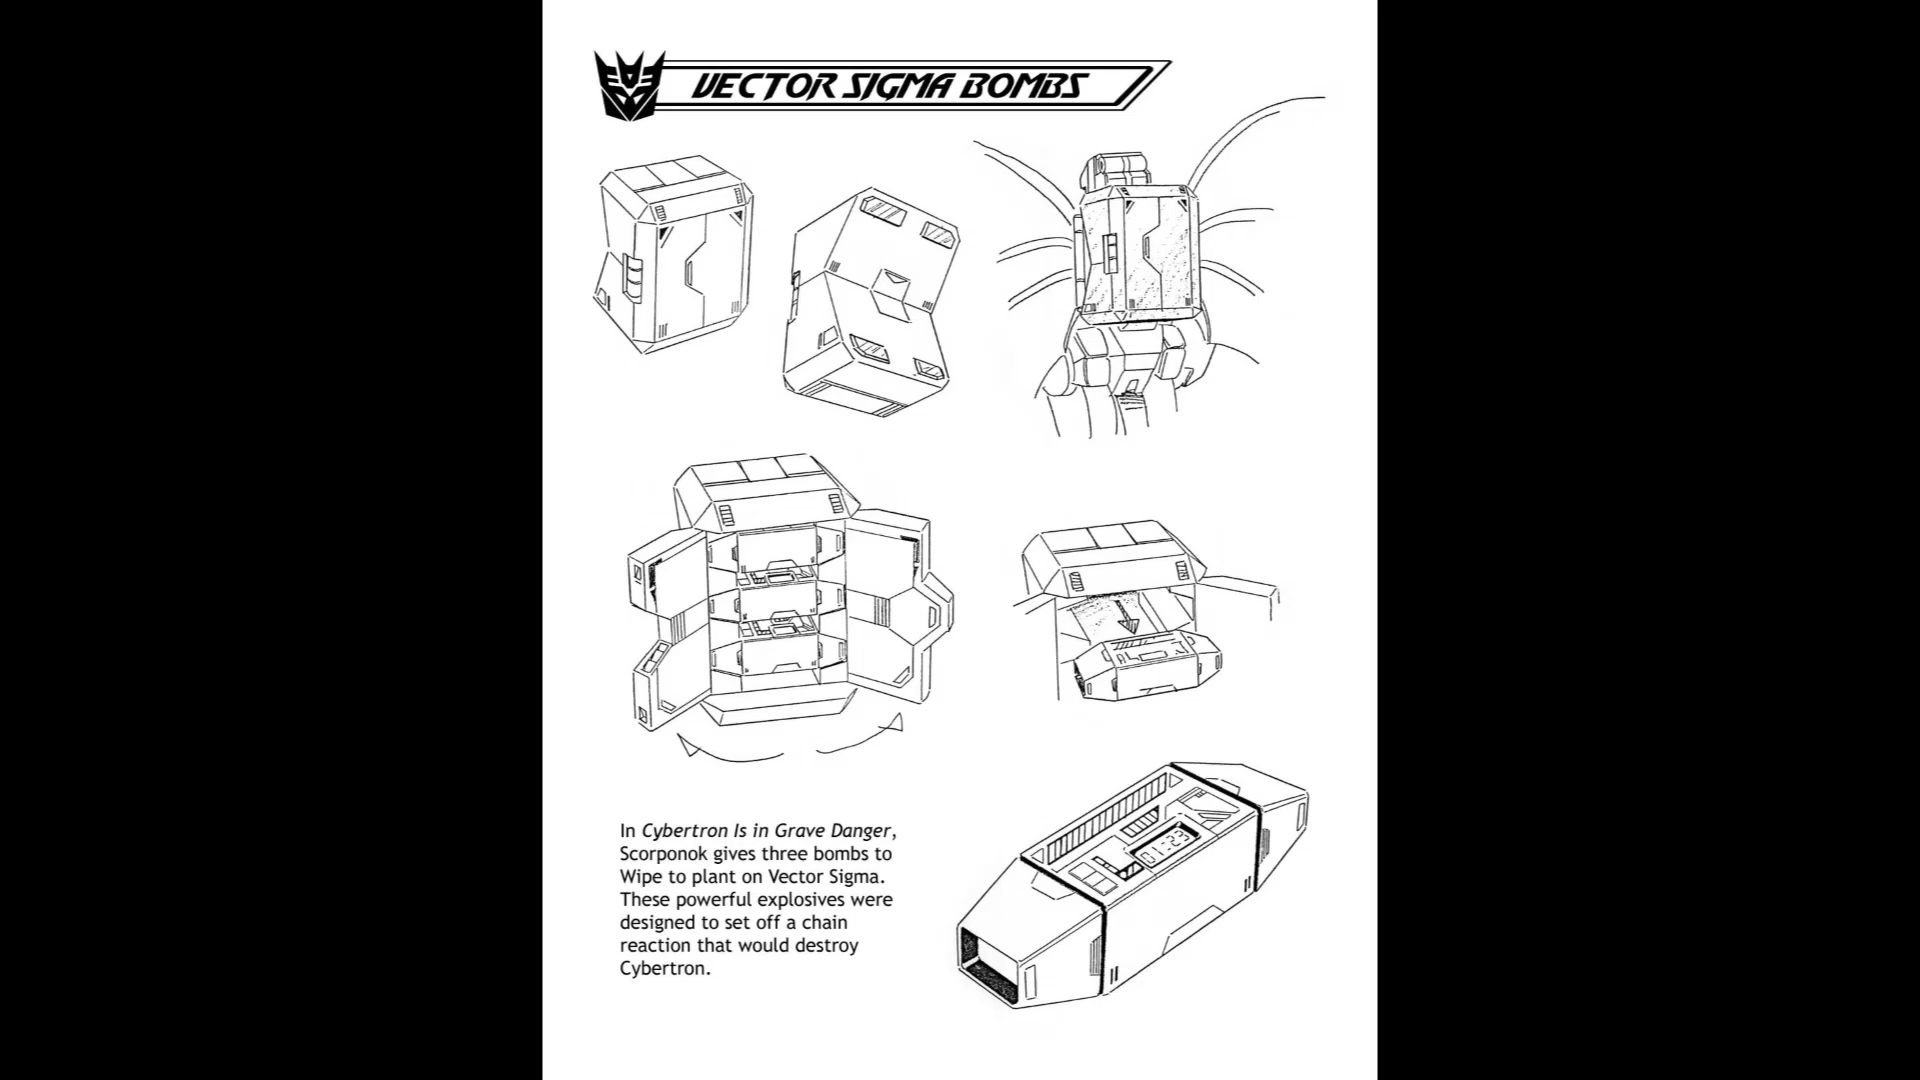 VECTOR SIGMA BOMBS
01:23
In Cybertron Is in Grave Danger,
Scorponok gives three bombs to
Wipe to plant on Vector Sigma.
These powerful explosives were
designed to set off a chain
reaction that would destroy
Cybertron.